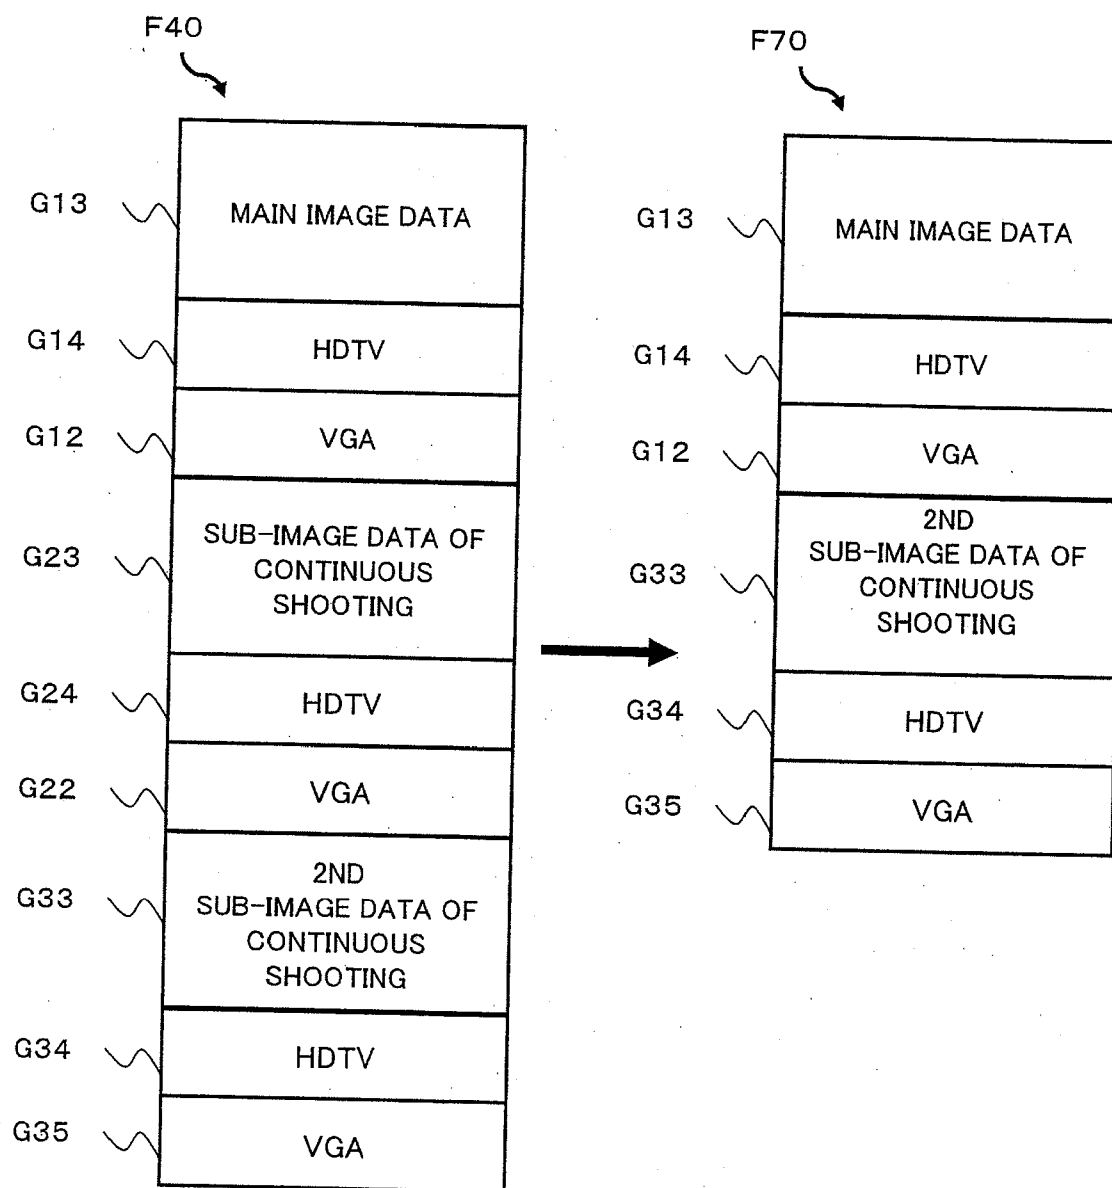 F40
G13
MAIN IMAGE DATA
G14
HDTV
G12
VGA
G23
SUB-IMAGE DATA OF
CONTINUOUS
SHOOTING
G24
HDTV
G22
VGA
G33
2ND
SUB-IMAGE DATA OF
CONTINUOUS
SHOOTING
G34
HDTV
G35
VGA
F70
G13
MAIN IMAGE DATA
G14
HDTV
G12
VGA
G33
2ND
SUB-IMAGE DATA OF
CONTINUOUS
SHOOTING
G34
HDTV
G35
VGA